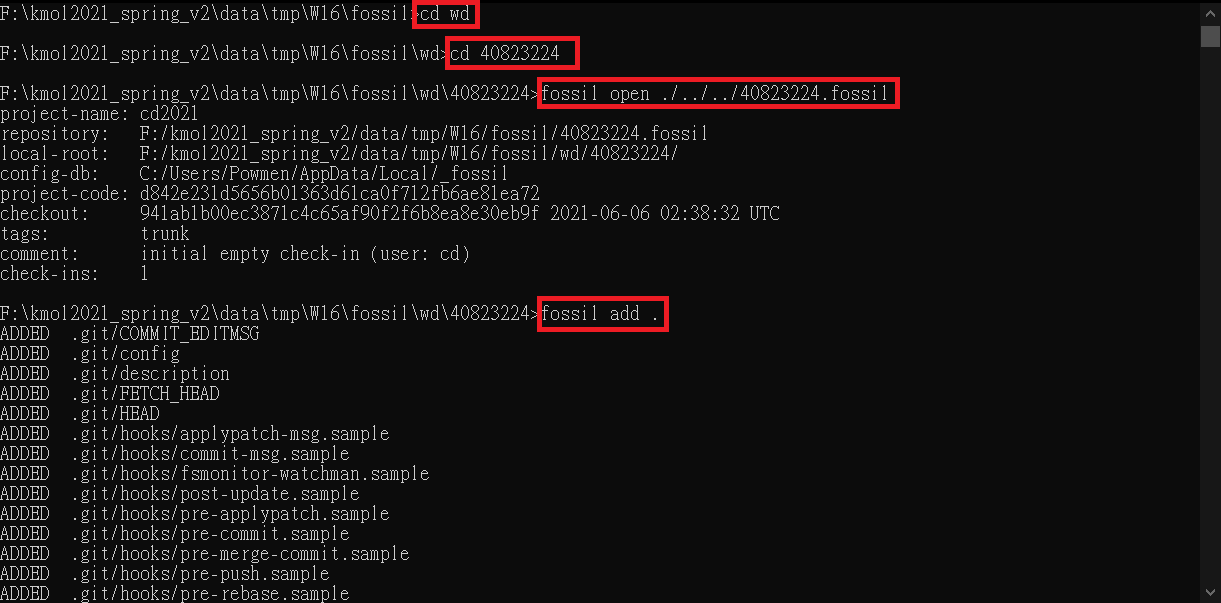 F:\kmol2021_spring_v2\data\tmp\W16\fossil>cd wd
F:\kmol2021_spring_v2\data\tmp\W16\fossil\wd>cd 40823224
F:\kmol2021_spring_v2\data\tmp\W16\fossil\wd\40823224>fossil open ./../../40823224.fossil
project-name: cd2021
repository:   F:/kmol2021_spring_v2/data/tmp/W16/fossil/40823224.fossil
local-root:   F:/kmol2021_spring_v2/data/tmp/W16/fossil/wd/40823224/
config-db:    C:/Users/Powmen/AppData/Local/_fossil
project-code: d842e231d5656b01363d61ca0f712fb6ae81ea72
checkout:     941ab1b00ec3871c4c65af90f2f6b8ea8e30eb9f 2021-06-06 02:38:32 UTC
tags:         trunk
comment:      initial empty check-in (user: cd)
check-ins:    1
F:\kmol2021_spring_v2\data\tmp\W16\fossil\wd\40823224>fossil add .
ADDED  .git/COMMIT_EDITMSG
ADDED  .git/config
ADDED  .git/description
ADDED  .git/FETCH_HEAD
ADDED  .git/HEAD
ADDED  .git/hooks/applypatch-msg.sample
ADDED  .git/hooks/commit-msg.sample
ADDED  .git/hooks/fsmonitor-watchman.sample
ADDED  .git/hooks/post-update.sample
ADDED  .git/hooks/pre-applypatch.sample
ADDED  .git/hooks/pre-commit.sample
ADDED  .git/hooks/pre-merge-commit.sample
ADDED  .git/hooks/pre-push.sample
ADDED  .git/hooks/pre-rebase.sample